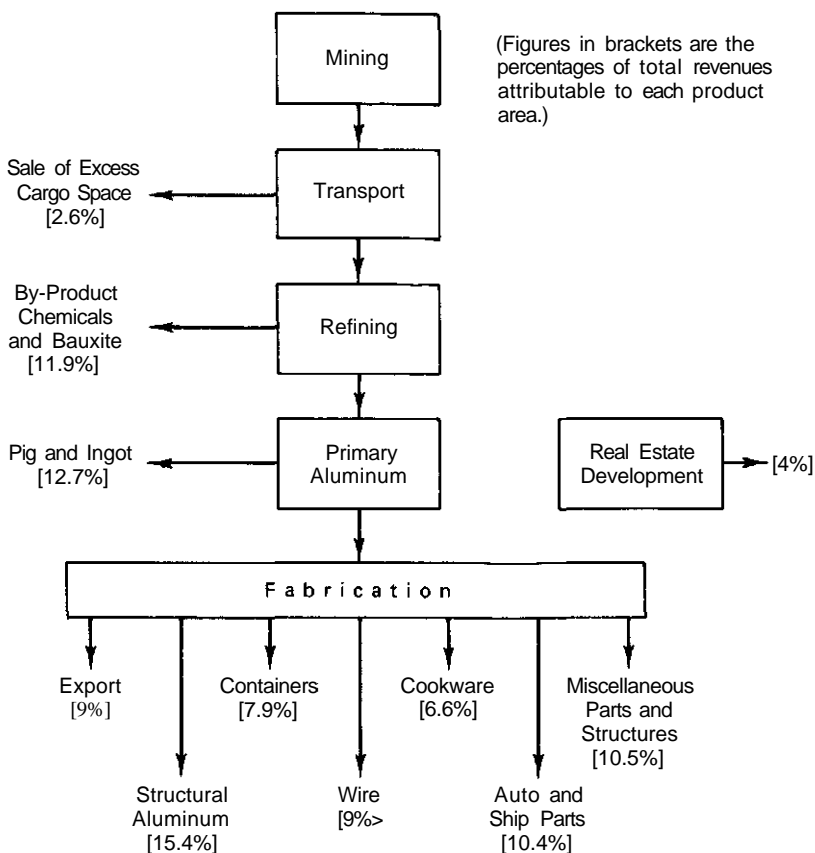 Mining
(Figures in brackets are the
percentages of total revenues
attributable to each product
area.)
Sale of Excess
Cargo Space
[2.6%]
Transport
By-Product
Chemicals
and Bauxite
[11.9%]
Refining
Pig and Ingot
[12.7%]
Primary
Aluminum
Real Estate
Development
[4%]
Fabrication
Export
[9%]
Containers
[7.9%]
Cookware
[6.6%]
Miscellaneous
Parts and
Structures
[10.5%]
Structural
Aluminum
[15.4%]
Wire
[9%>
Auto and
Ship Parts
[10.4%]